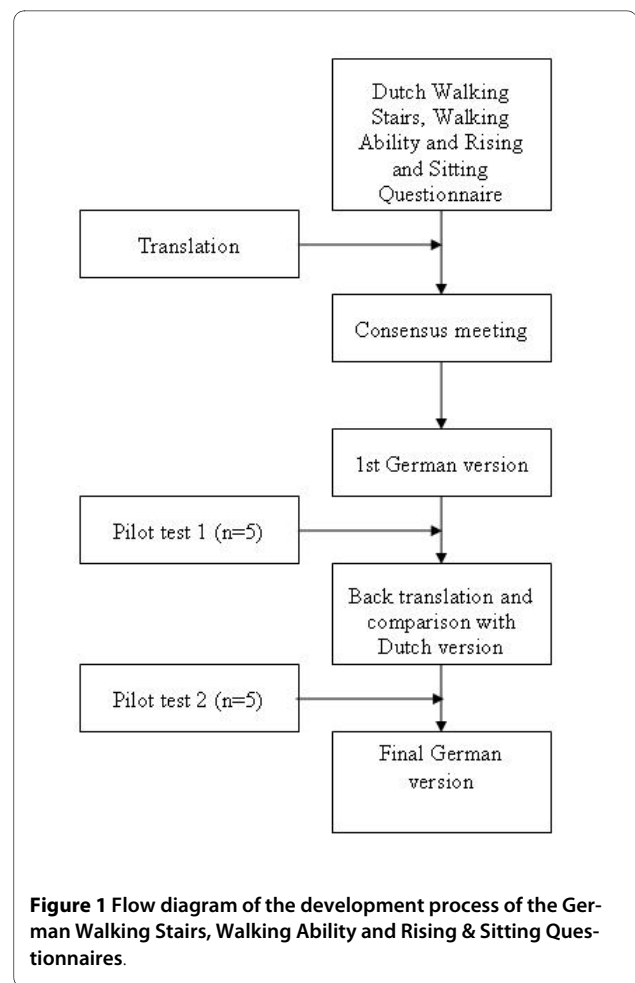 Dutch Walking
Stairs, Walking
Ability and Rising
and Sitting
Questionnaire
Translation
Consensus meeting
1st German version
Pilot test 1 (n=5)
Back translation and
comparison with
Dutch version
Pilot test 2 (n=5)
Final German
version
Figure 1 Flow diagram of the development process of the Ger-
man Walking Stairs, Walking Ability and Rising & Sitting Ques-
tionnaires.